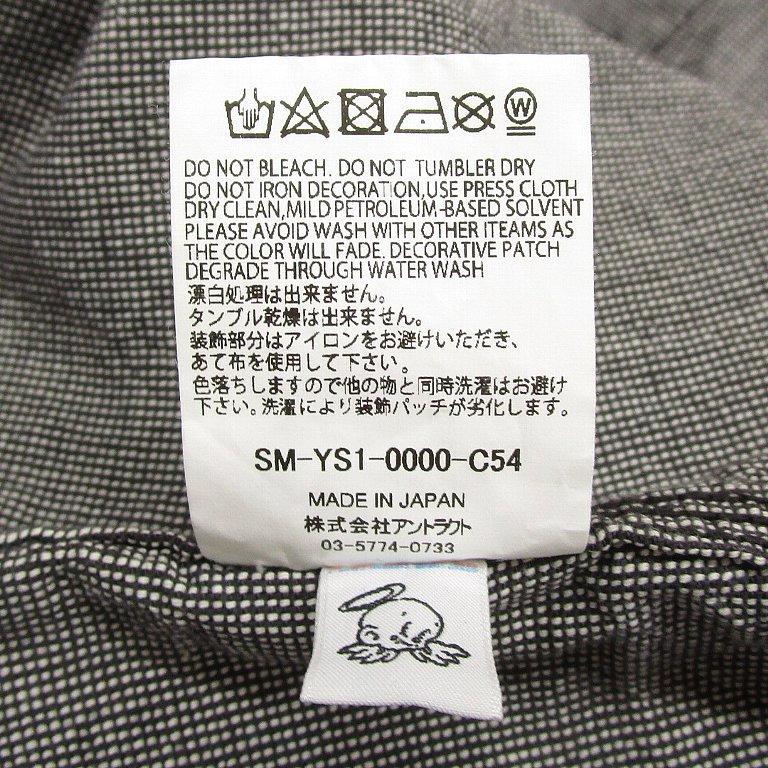 W
DO NOT BLEACH. DO NOT TUMBLER DRY
DO NOT IRON DECORATION,USE PRESS CLOTH
DRY CLEAN,MILD PETROLEUM-BASED SOLVENT
PLEASE AVOID WASH WITH OTHER ITEAMS AS
THE COLOR WILL FADE. DECORATIVE PATCH
DEGRADE THROUGH WATER WASH
漂白処理は出来ません。
タンブル乾燥は出来ません。
装飾部分はアイロンをお避けいただき、
あて布を使用して下さい。
色落ちしますので他の物と同時洗濯はお避け
下さい。洗濯により装飾パッチが劣化します。
SM-YS1-0000-C54
MADE IN JAPAN
株式会社アントラクト
03-5774-0733